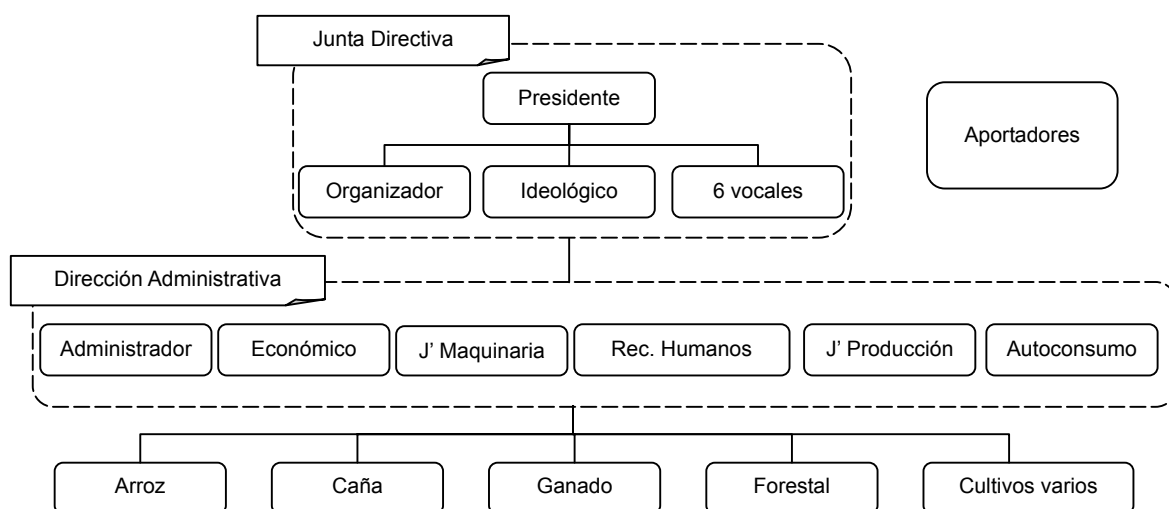 Junta Directiva
Presidente
Aportadores
Organizador
Ideológico
6 vocales
Dirección Administrativa
Administrador
Económico
J’ Maquinaria
Rec. Humanos
J’ Producción
Autoconsumo
Arroz
Caña
Ganado
Forestal
Cultivos varios